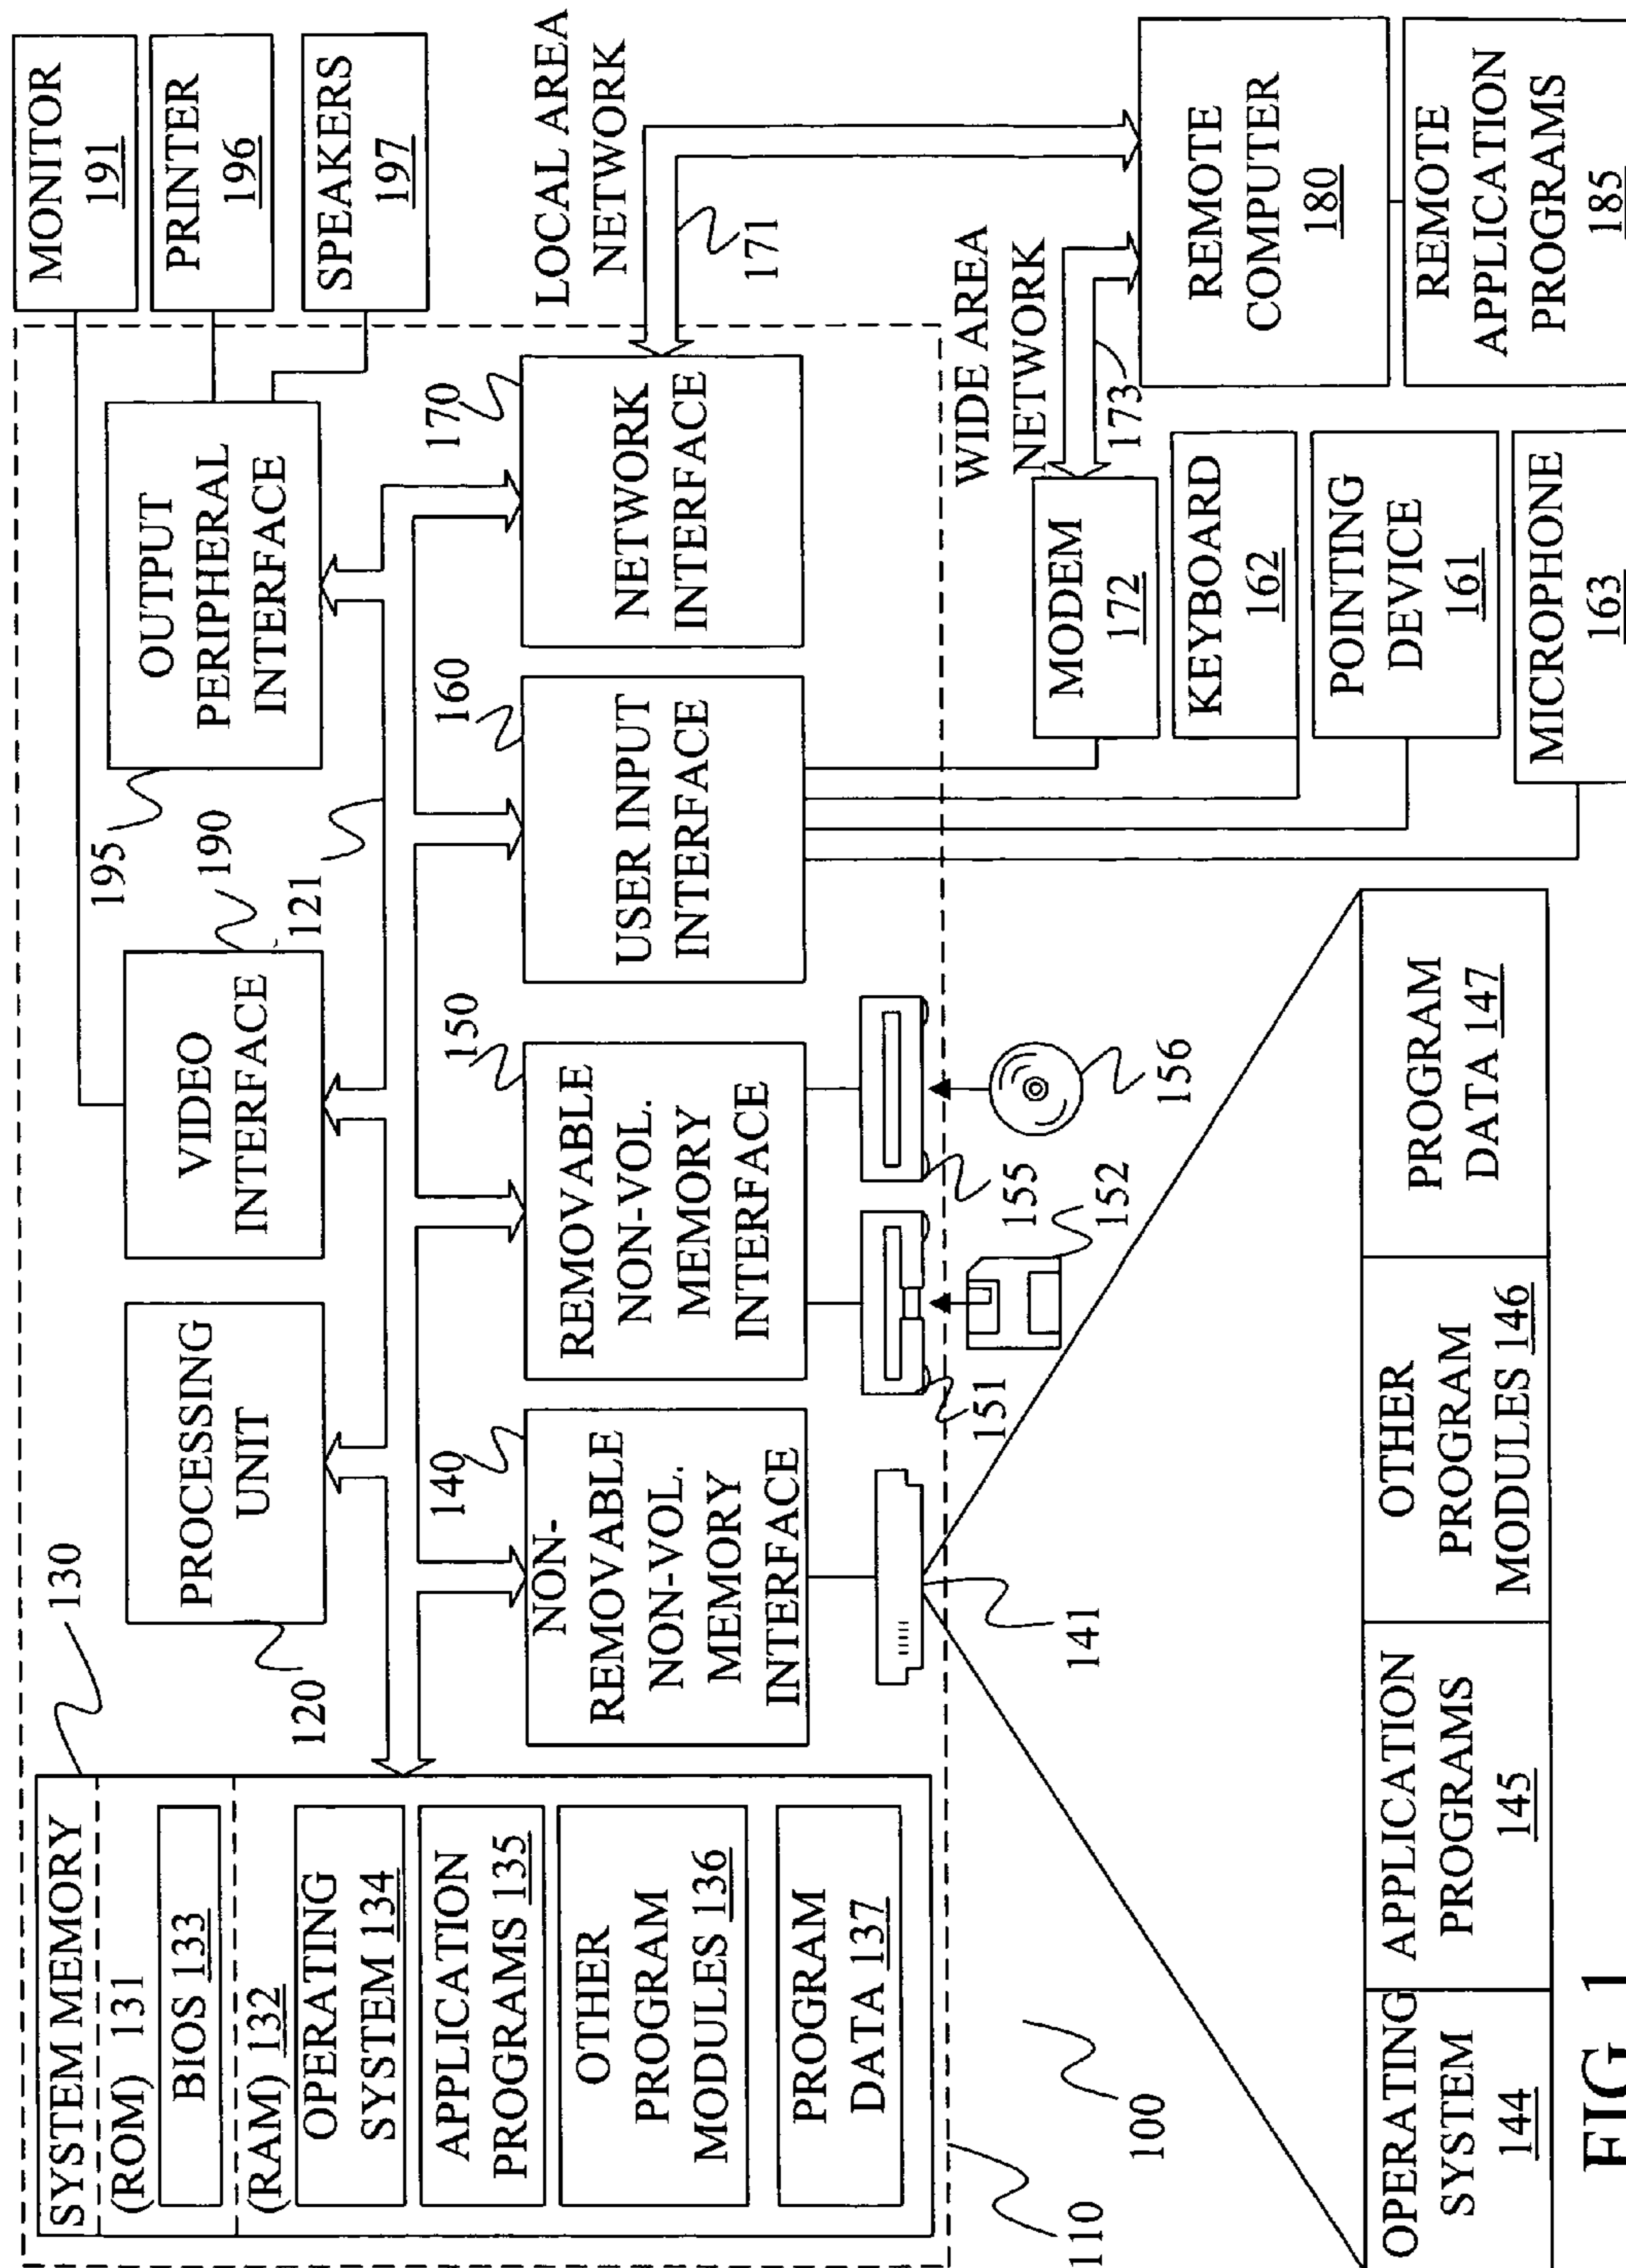 SYSTEM MEMORY
(ROM) 131
BIOS 133
(RAM) 132
OPERATING
SYSTEM 134
APPLICATION
PROGRAMS 135
OTHER
PROGRAM
MODULES 136
PROGRAM
DATA 137
130
120
PROCESSING
UNIT
VIDEO
INTERFACE
190
121
195
OUTPUT
PERIPHERAL
INTERFACE
MONITOR
191
PRINTER
196
SPEAKERS
197
140
NON-
REMOVABLE
NON-VOL.
MEMORY
INTERFACE
150
REMOVABLE
NON-VOL.
MEMORY
INTERFACE
160
USER INPUT
INTERFACE
170
NETWORK
INTERFACE
LOCAL AREA
NETWORK
171
141
151
152
155
156
WIDE AREA
NETWORK
173
MODEM
172
KEYBOARD
162
POINTING
DEVICE
161
MICROPHONE
163
REMOTE
COMPUTER
180
REMOTE
APPLICATION
PROGRAMS
185
110
100
OPERATING
SYSTEM
144
APPLICATION
PROGRAMS
145
OTHER
PROGRAM
MODULES 146
PROGRAM
DATA 147
FIG. 1